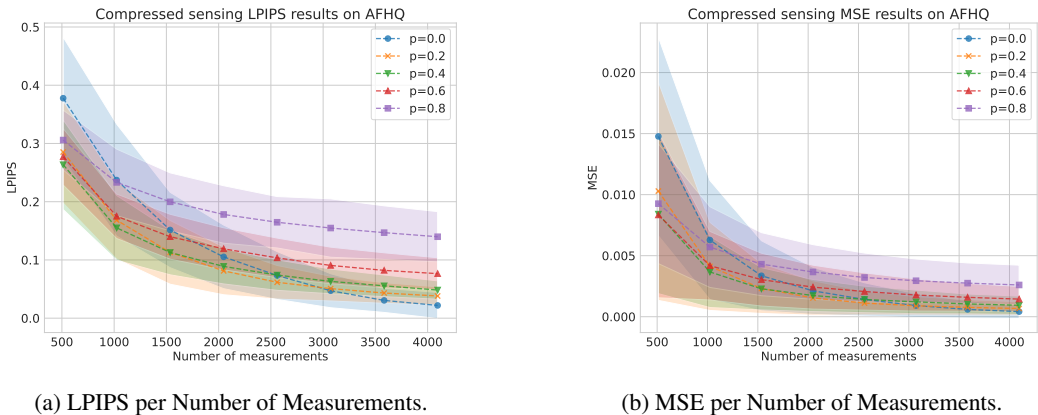 Compressed sensing LPIPS results on AFHQ
0.5
0.4
0.3
0.2
0.1
0.0
LPIPS
p=0.0
p=0.2
p=0.4
p=0.6
p=0.8
500 1000 1500 2000 2500 3000 3500 4000
Number of measurements
(a) LPIPS per Number of Measurements.
Compressed sensing MSE results on AFHQ
0.020
0.015
0.010
0.005
0.000
MSE
p=0.0
p=0.2
p=0.4
p=0.6
p=0.8
500 1000 1500 2000 2500 3000 3500 4000
Number of measurements
(b) MSE per Number of Measurements.